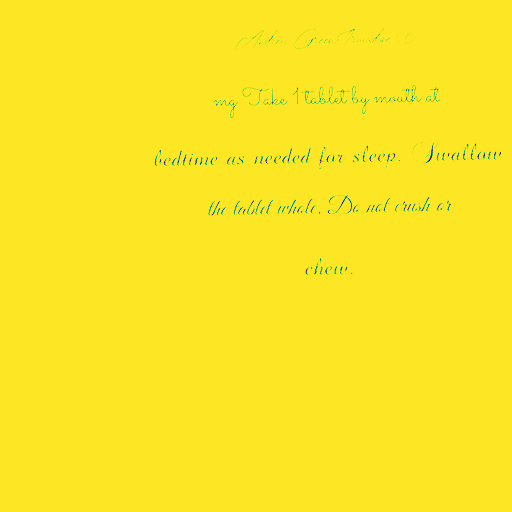 mg Take 1 tablet by mouth at
bedtime as needed for sleep. Swallow
the tablet whole. Do not crush or
chew.